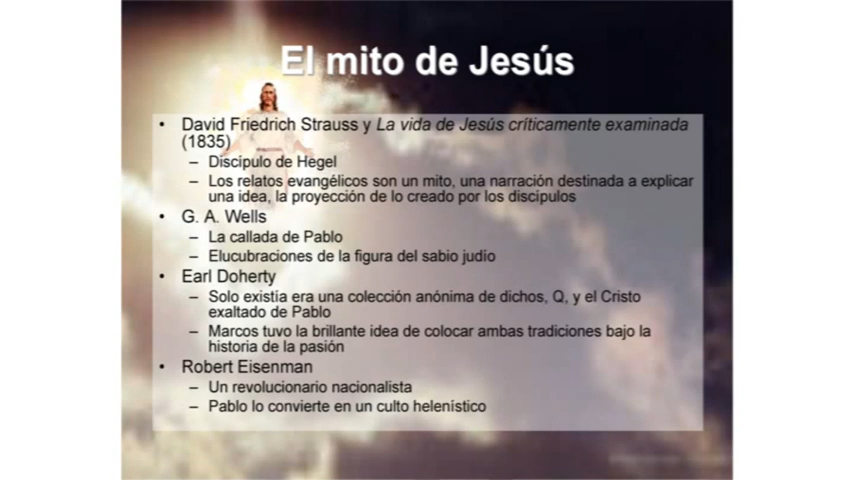 El mito de Jesús
• David Friedrich Strauss y La vida de Jesús críticamente examinada
(1835)
– Discípulo de Hegel
– Los relatos evangélicos son un mito, una narración destinada a explicar
una idea, la proyección de lo creado por los discípulos
• G. A. Wells
– La callada de Pablo
– Elucubraciones de la figura del sabio judío
• Earl Doherty
– Solo existía era una colección anónima de dichos, Q, y el Cristo
exaltado de Pablo
– Marcos tuvo la brillante idea de colocar ambas tradiciones bajo la
historia de la pasión
• Robert Eisenman
– Un revolucionario nacionalista
– Pablo lo convierte en un culto helenístico